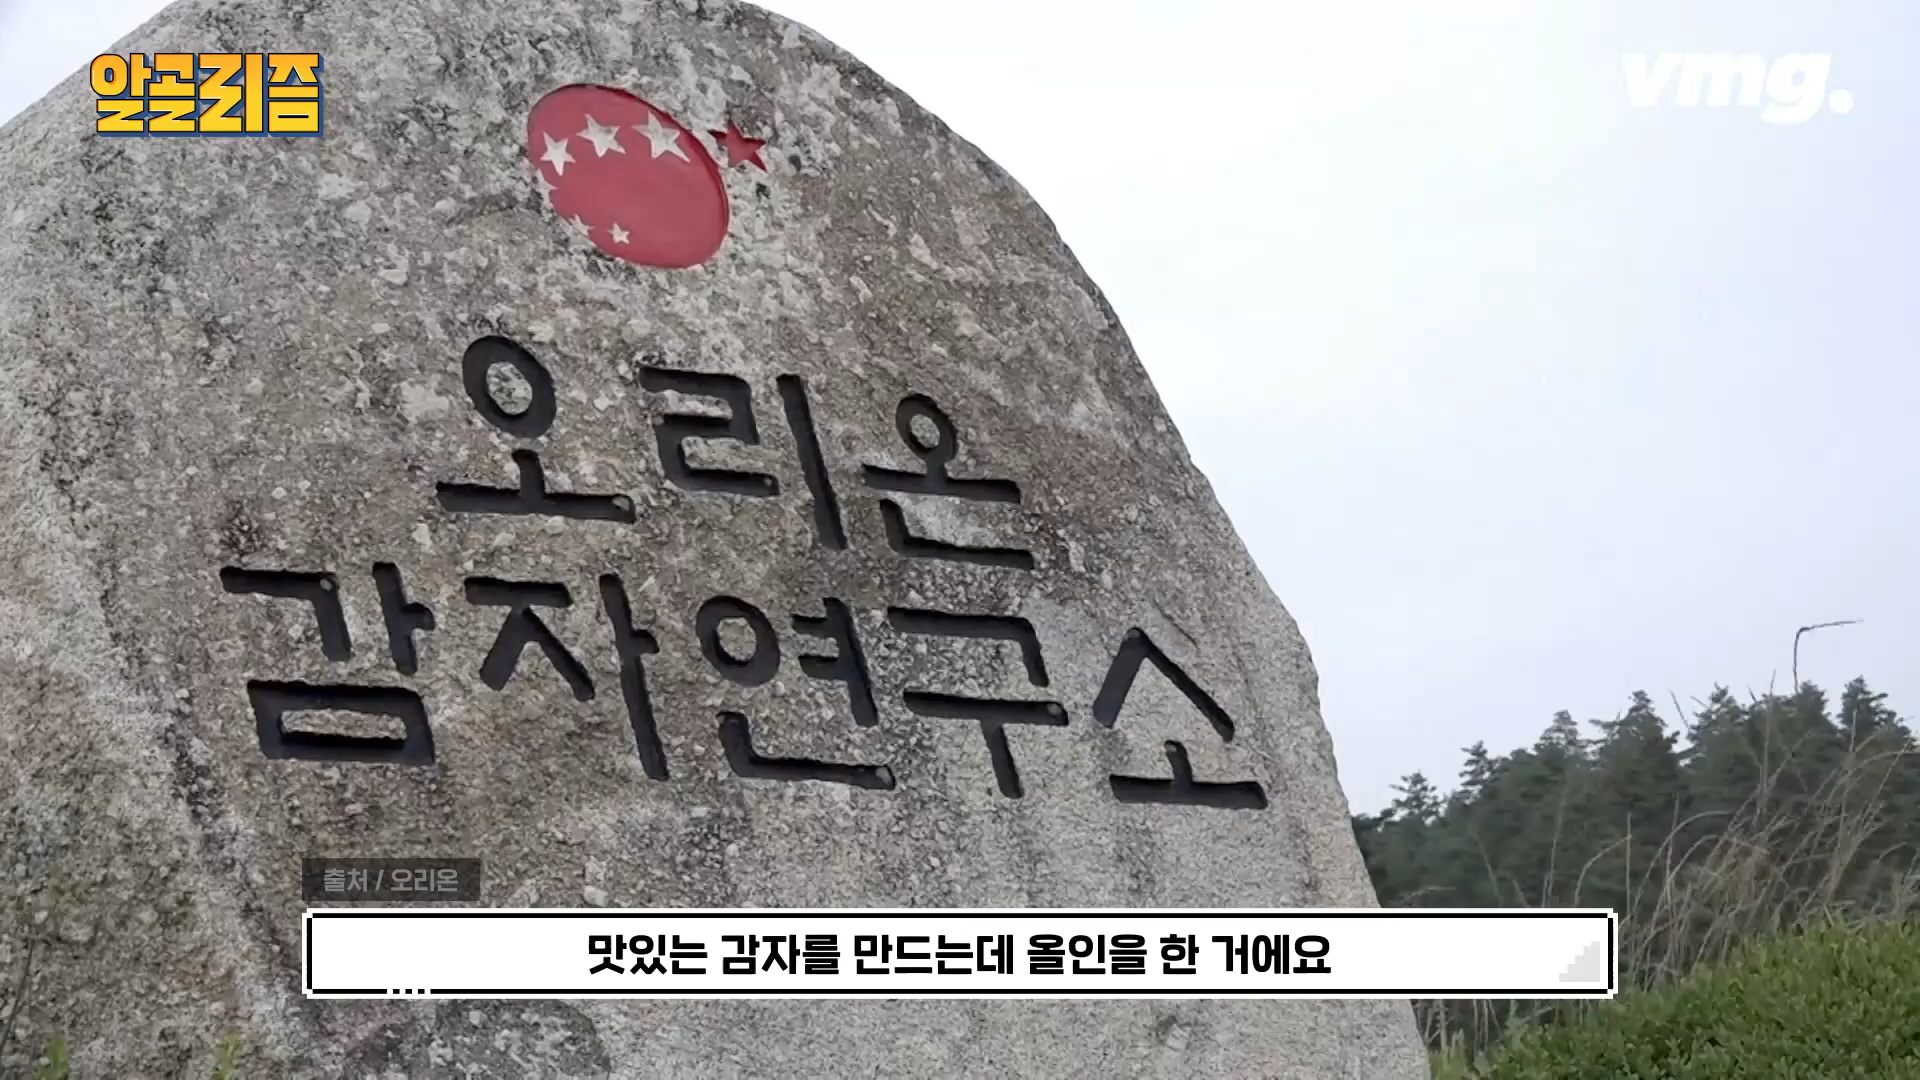 알골리즘
vmg.
오리온
감자연구소
출처 / 오리온
맛있는 감자를 만드는데 올인을 한 거에요